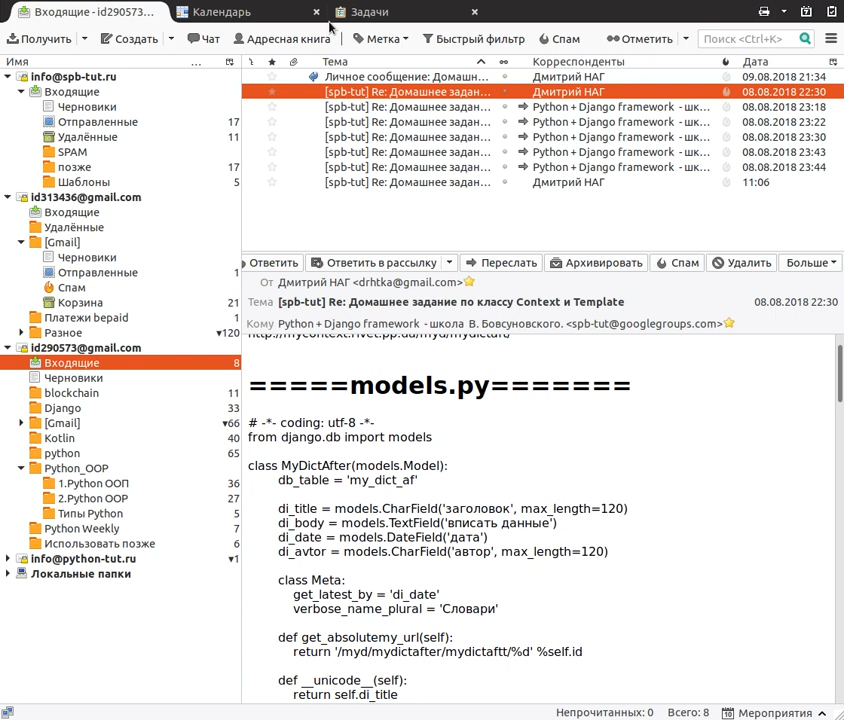 Входящие - id290573...
Календарь
Задачи
Получить
Создать
Чат
Адресная книга
Метка
Быстрый фильтр
Спам
Отметить
Поиск <Ctrl+K>
Имя
...
Тема
Корреспонденты
Дата
info@spb-tut.ru
Входящие
Черновики
Отправленные 17
Удалённые 11
SPAM
позже 17
Шаблоны 5
id313436@gmail.com
Входящие
Удалённые
[Gmail]
Черновики
Отправленные 1
Спам
Корзина 21
Платежи bepaid 1
Разное ▾120
id290573@gmail.com
Входящие 8
Черновики
blockchain 11
Django 33
[Gmail] ▾66
Kotlin 40
python 65
Python_OOP
1.Python ООП 36
2.Python OOP 27
Типы Python 5
Python Weekly 7
Использовать позже 6
info@python-tut.ru ▾1
Локальные папки
Личное сообщение: Домашн... Дмитрий НАГ 09.08.2018 21:34
[spb-tut] Re: Домашнее задан... Дмитрий НАГ 08.08.2018 22:30
[spb-tut] Re: Домашнее задан... Python + Django framework - шк... 08.08.2018 23:18
[spb-tut] Re: Домашнее задан... Python + Django framework - шк... 08.08.2018 23:22
[spb-tut] Re: Домашнее задан... Python + Django framework - шк... 08.08.2018 23:30
[spb-tut] Re: Домашнее задан... Python + Django framework - шк... 08.08.2018 23:43
[spb-tut] Re: Домашнее задан... Python + Django framework - шк... 08.08.2018 23:44
[spb-tut] Re: Домашнее задан... Дмитрий НАГ 11:06
Ответить
Ответить в рассылку
Переслать
Архивировать
Спам
Удалить
Больше
От Дмитрий НАГ <drhtka@gmail.com>
Тема [spb-tut] Re: Домашнее задание по классу Context и Template 08.08.2018 22:30
Кому Python + Django framework - школа В. Бовсуновского. <spb-tut@googlegroups.com>
=====models.py=======
# -*- coding: utf-8 -*-
from django.db import models
class MyDictAfter(models.Model):
db_table = 'my_dict_af'
di_title = models.CharField('заголовок', max_length=120)
di_body = models.TextField('вписать данные')
di_date = models.DateField('дата')
di_avtor = models.CharField('автор', max_length=120)
class Meta:
get_latest_by = 'di_date'
verbose_name_plural = 'Словари'
def get_absolutemy_url(self):
return '/myd/mydictafter/mydictaftt/%d' %self.id
def __unicode__(self):
return self.di_title
Непрочитанных: 0
Всего: 8
10 Мероприятия